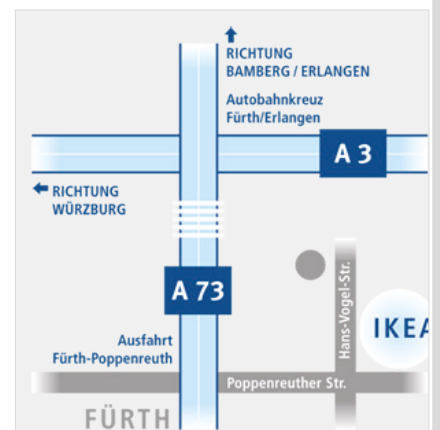 RICHTUNG
BAMBERG / ERLANGEN
Autobahnkreuz
Fürth/Erlangen
A 3
RICHTUNG
WÜRZBURG
A 73
Hans-Vogel-Str.
IKEA
Ausfahrt
Fürth-Poppenreuth
Poppenreuther Str.
FÜRTH